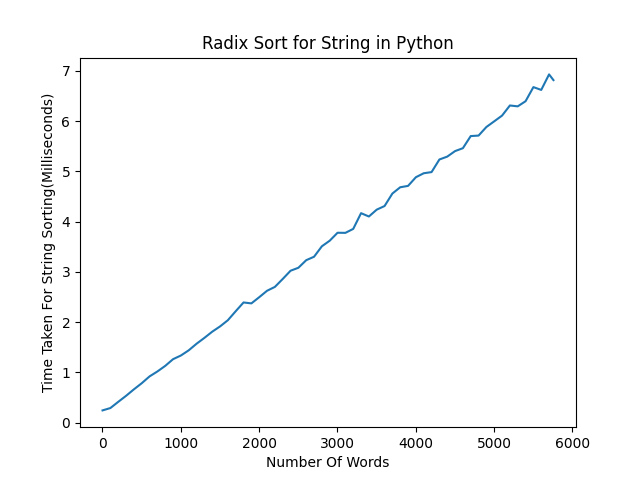 Radix Sort for String in Python
Time Taken For String Sorting(Milliseconds)
7
6
5
4
3
2
1
0
0 1000 2000 3000 4000 5000 6000
Number Of Words